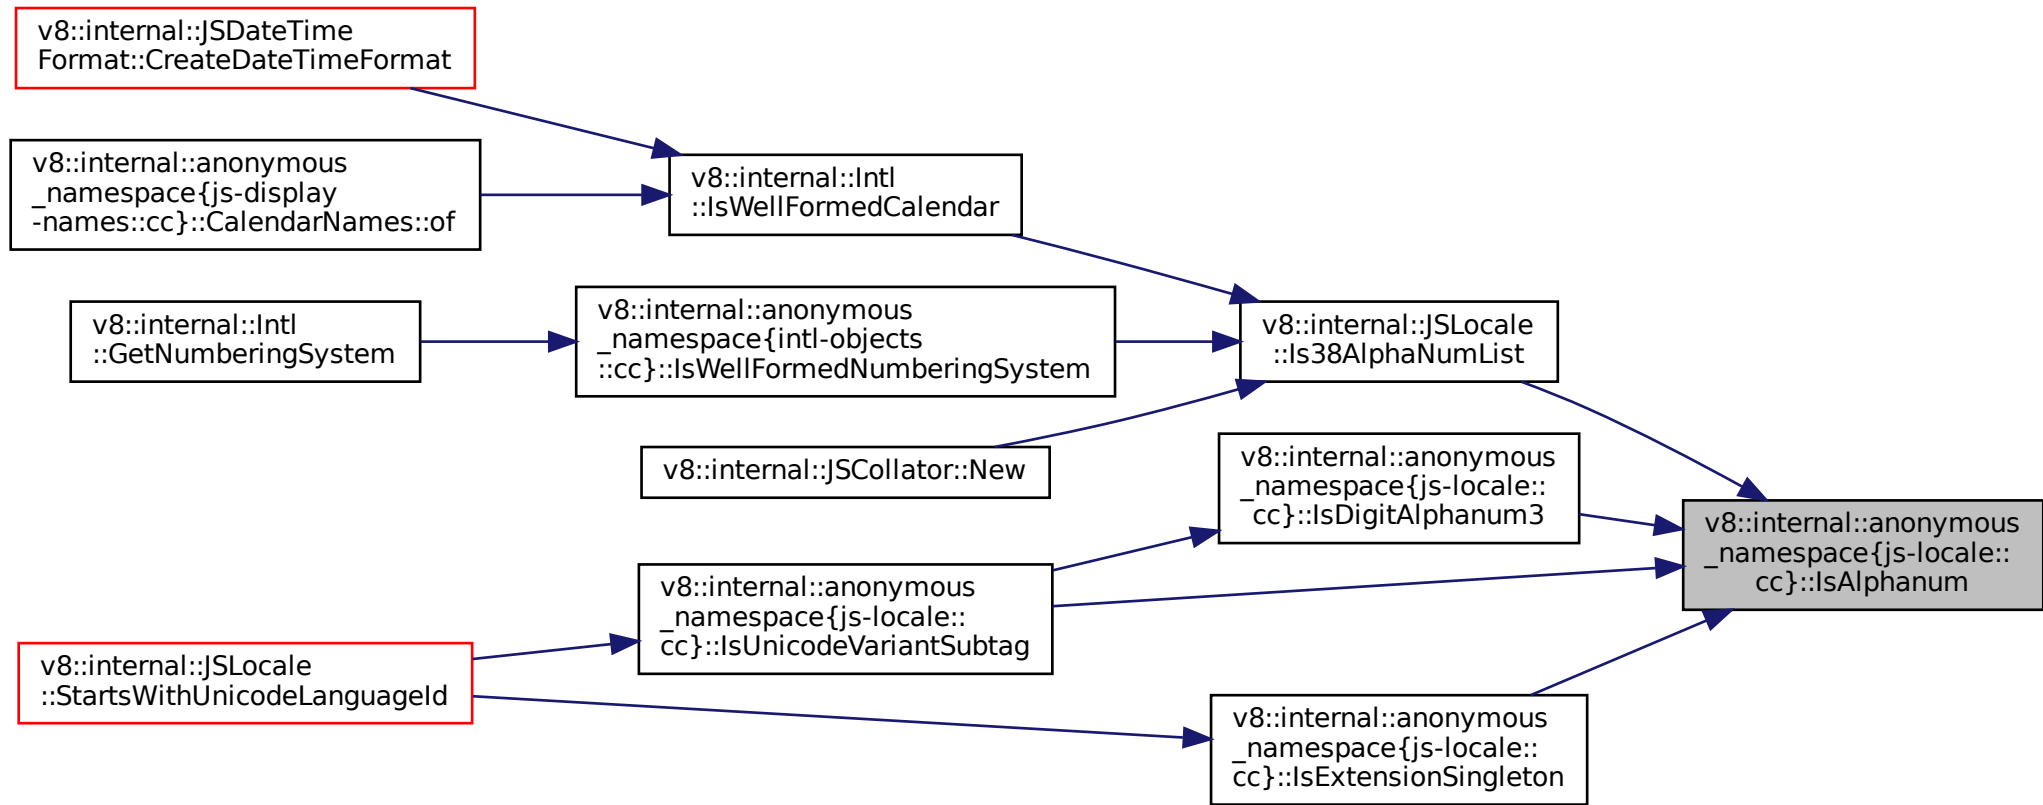 v8::internal::JSDateTime
Format::CreateDateTimeFormat
v8::internal::anonymous
_namespace{js-display
-names::cc}::CalendarNames::of
v8::internal::Intl
::IsWellFormedCalendar
v8::internal::Intl
::GetNumberingSystem
v8::internal::anonymous
_namespace{intl-objects
::cc}::IsWellFormedNumberingSystem
v8::internal::JSLocale
::Is38AlphaNumList
v8::internal::JSCollator::New
v8::internal::anonymous
_namespace{js-locale::
cc}::IsDigitAlphanum3
v8::internal::anonymous
_namespace{js-locale::
cc}::IsAlphanum
v8::internal::anonymous
_namespace{js-locale::
cc}::IsUnicodeVariantSubtag
v8::internal::JSLocale
::StartsWithUnicodeLanguageId
v8::internal::anonymous
_namespace{js-locale::
cc}::IsExtensionSingleton